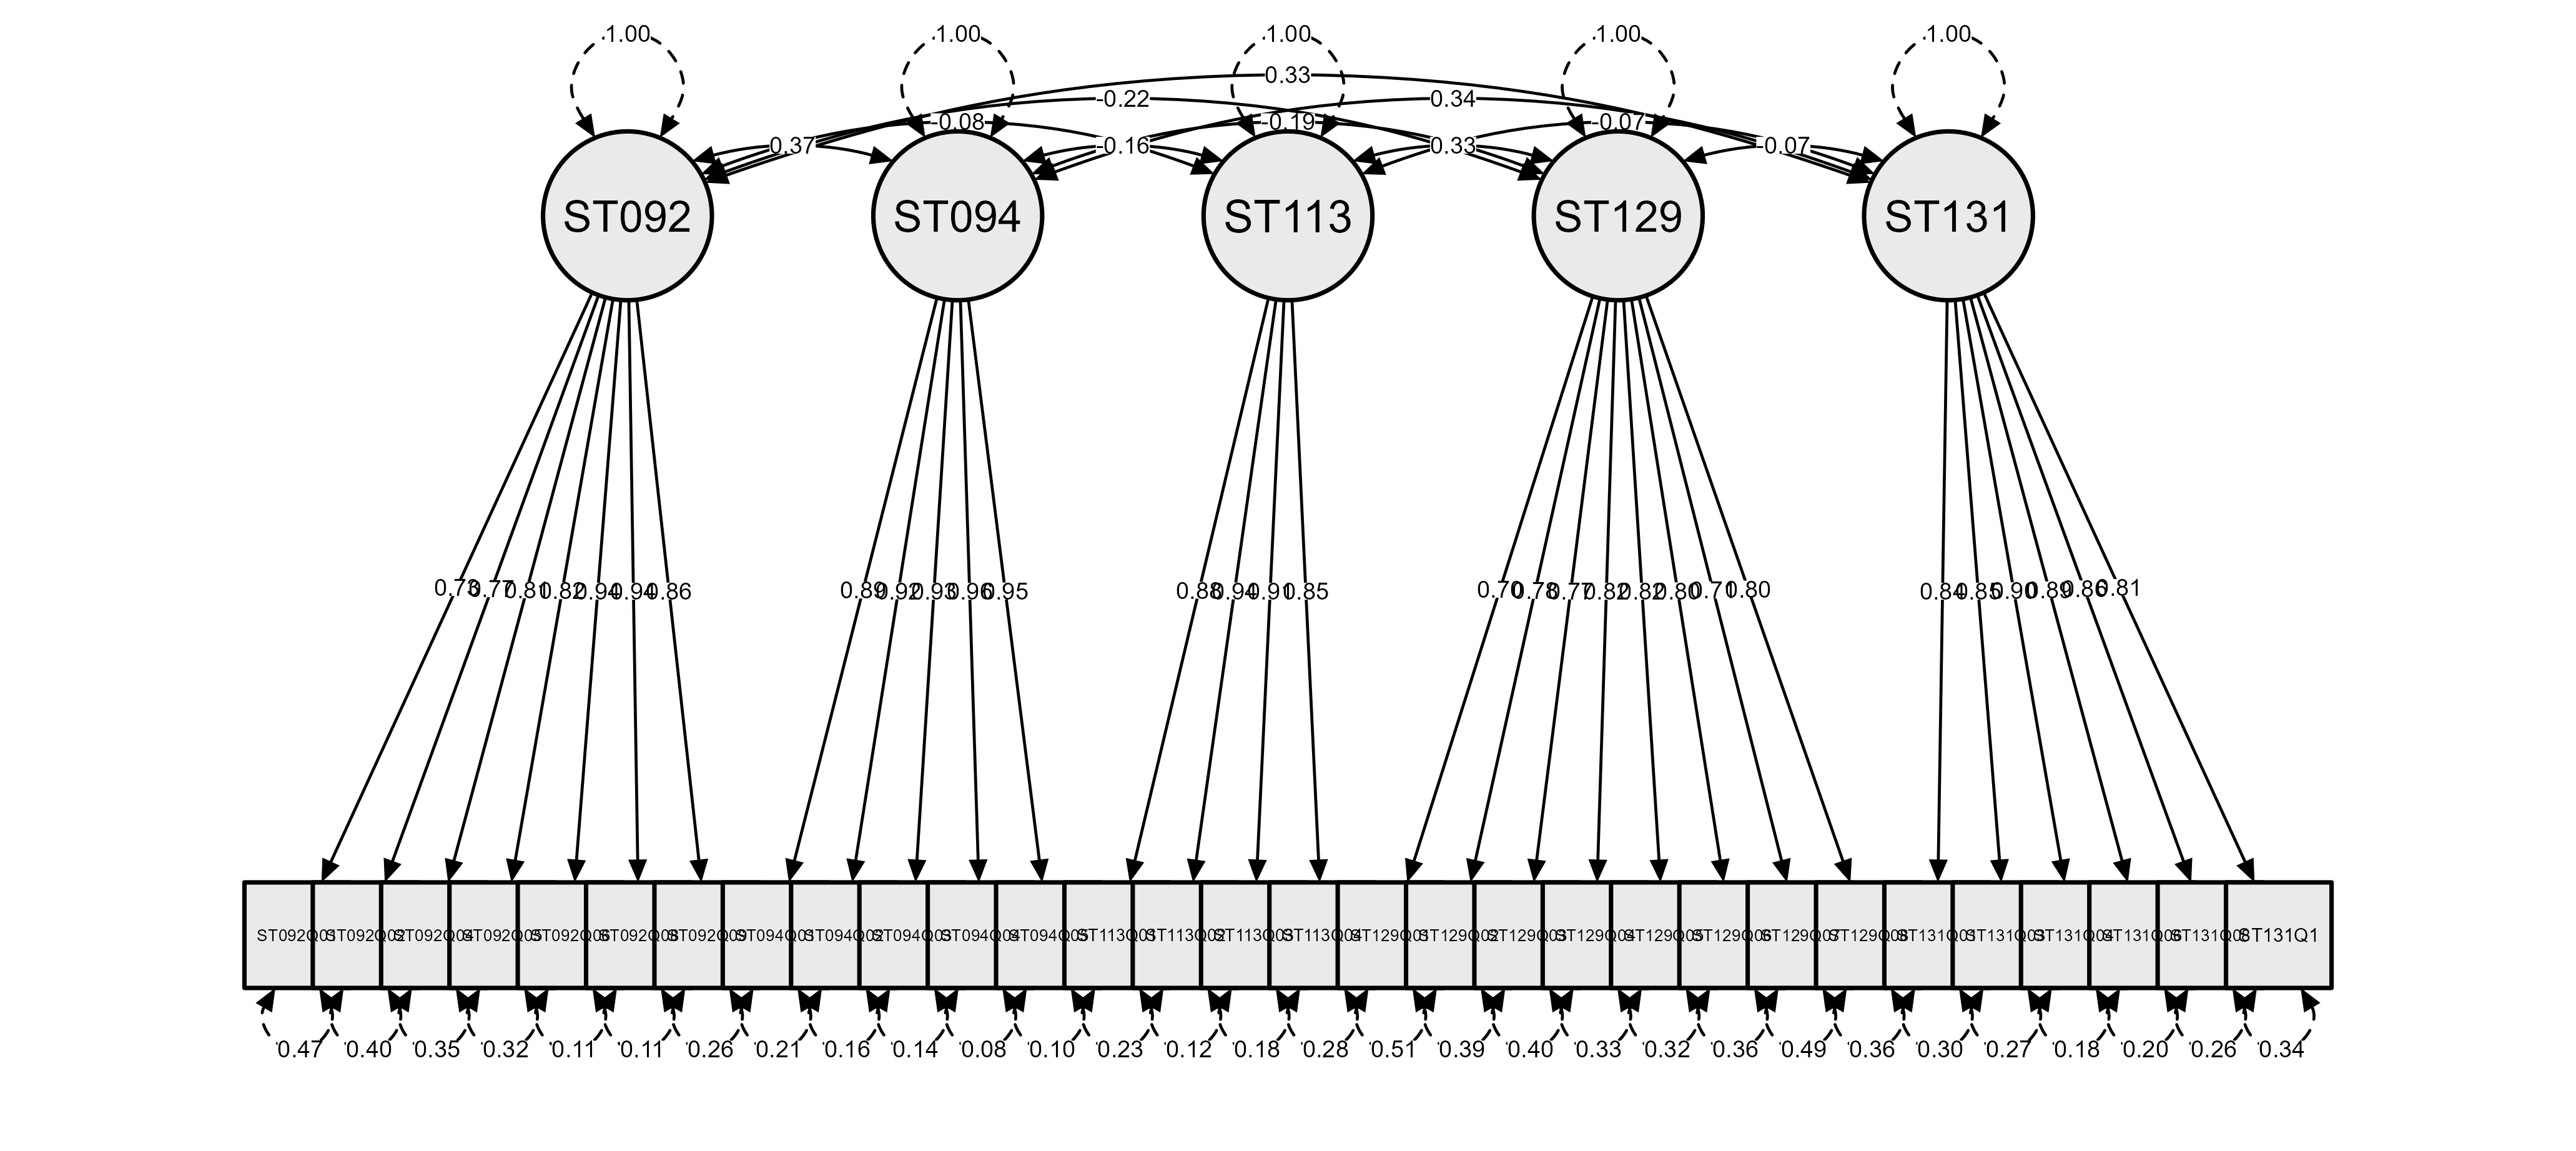 1.00 1.00 1.00 1.00 1.00
0.33
-0.22 0.34
-0.08 -0.19 -0.07
0.37 -0.16 0.33 -0.07
ST092 ST094 ST113 ST129 ST131
0.73 0.77 0.81 0.82 0.94 0.94 0.86 0.89 0.92 0.93 0.96 0.95 0.88 0.94 0.91 0.85 0.70 0.78 0.77 0.82 0.82 0.80 0.71 0.80 0.84 0.85 0.90 0.89 0.86 0.81
ST092Q01 ST092Q02 ST092Q04 ST092Q05 ST092Q06 ST092Q08 ST092Q09 ST094Q01 ST094Q02 ST094Q03 ST094Q04 ST094Q05 ST113Q01 ST113Q02 ST113Q03 ST113Q04 ST129Q01 ST129Q02 ST129Q03 ST129Q04 ST129Q05 ST129Q06 ST129Q07 ST129Q08 ST131Q01 ST131Q03 ST131Q04 ST131Q06 ST131Q08 ST131Q1
0.47 0.40 0.35 0.32 0.11 0.11 0.26 0.21 0.16 0.14 0.08 0.10 0.23 0.12 0.18 0.28 0.51 0.39 0.40 0.33 0.32 0.36 0.49 0.36 0.30 0.27 0.18 0.20 0.26 0.34